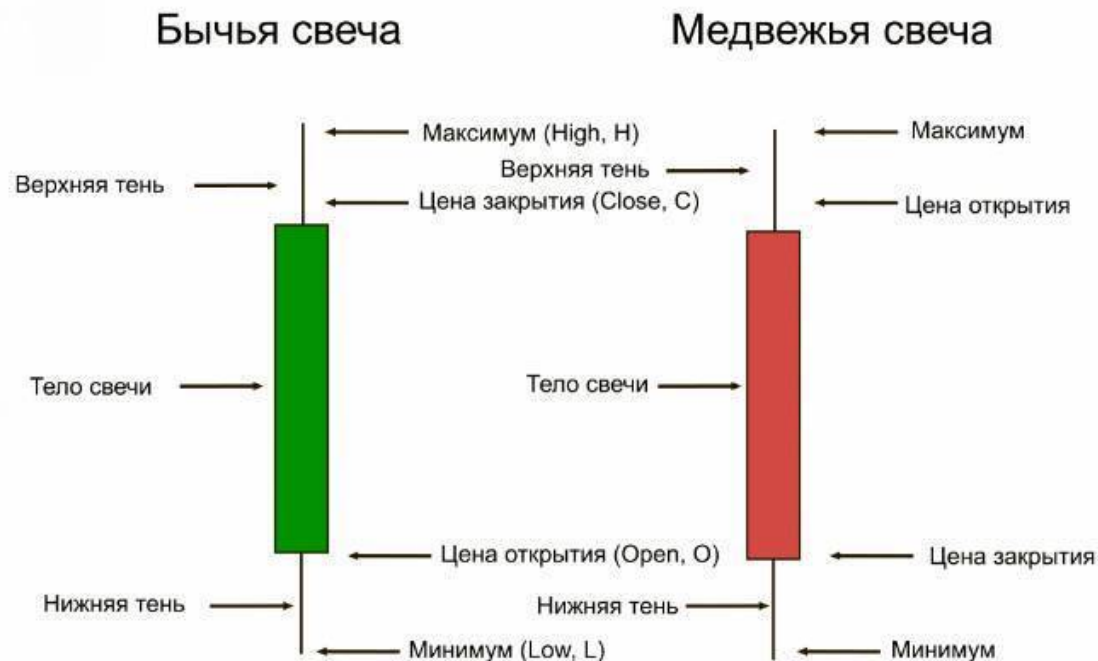 Бычья свеча
Медвежья свеча
Максимум (High, H)
Верхняя тень
Цена закрытия (Close, C)
Тело свечи
Цена открытия (Open, O)
Нижняя тень
Минимум (Low, L)
Максимум
Верхняя тень
Цена открытия
Тело свечи
Цена закрытия
Нижняя тень
Минимум